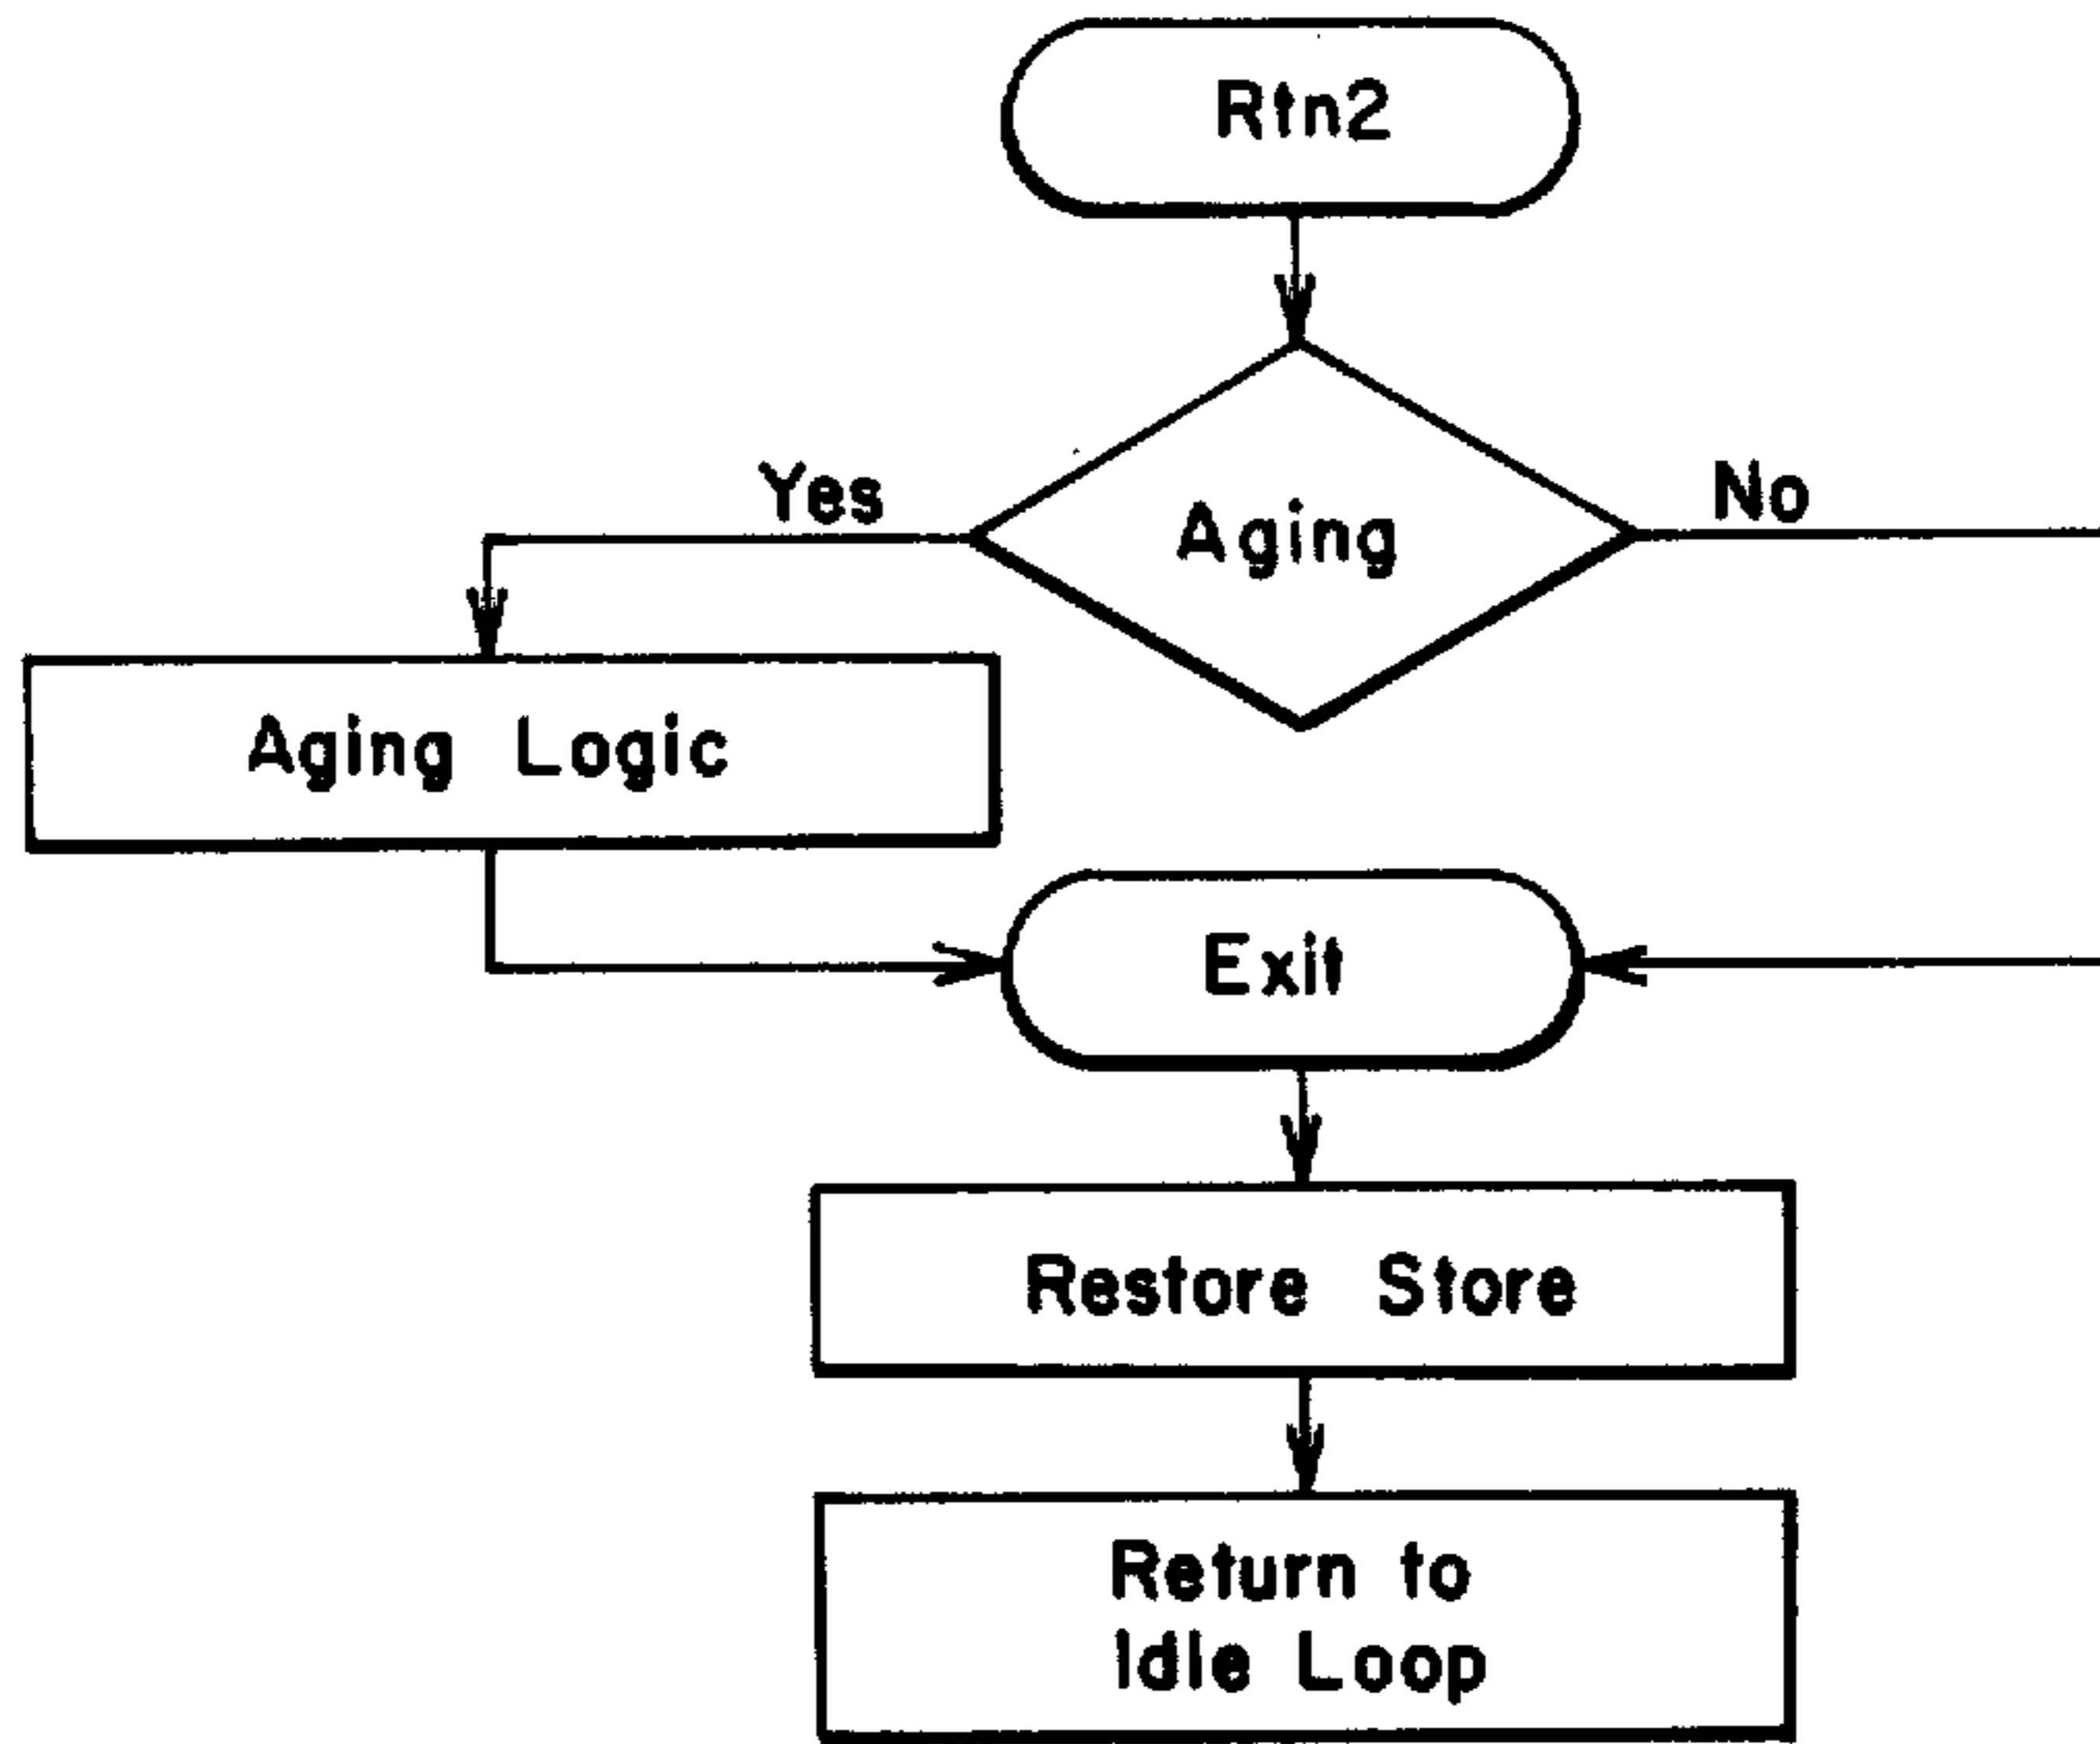 Rtn2
Yes
Aging
No
Aging Logic
Exit
Restore Store
Return to
Idle Loop